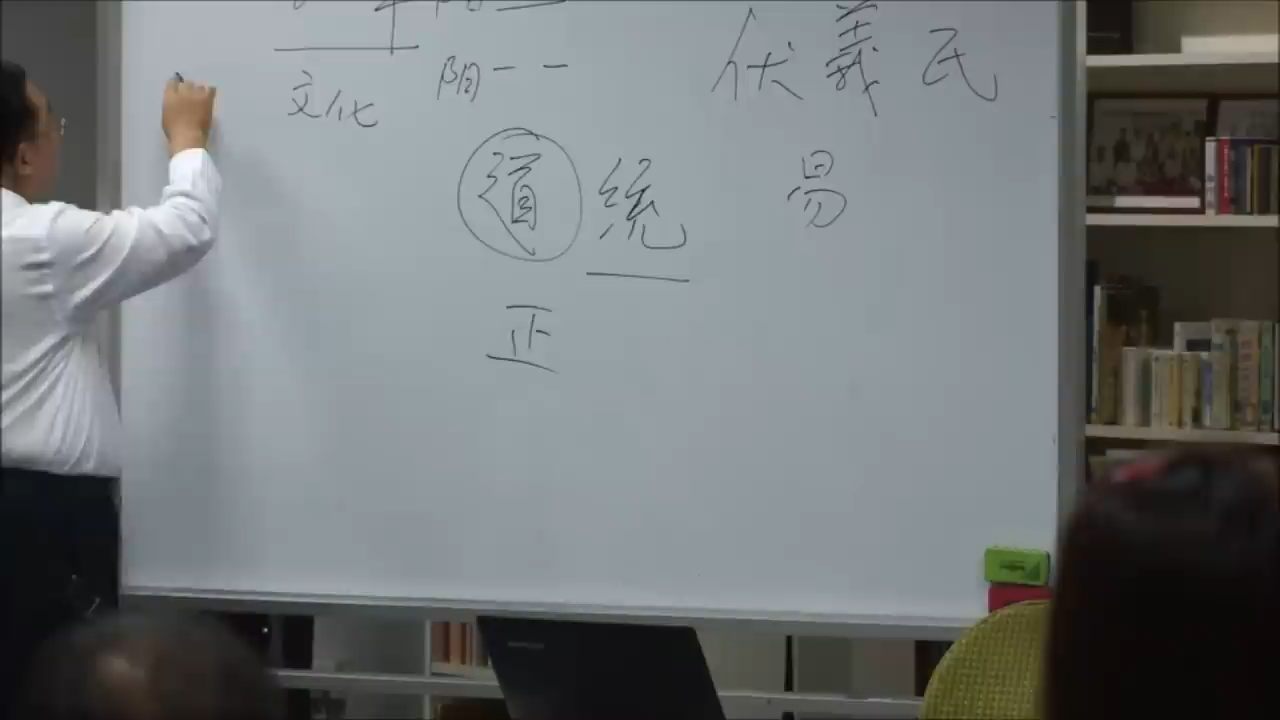 伏羲氏
文化 阴 - -
道统 易
正